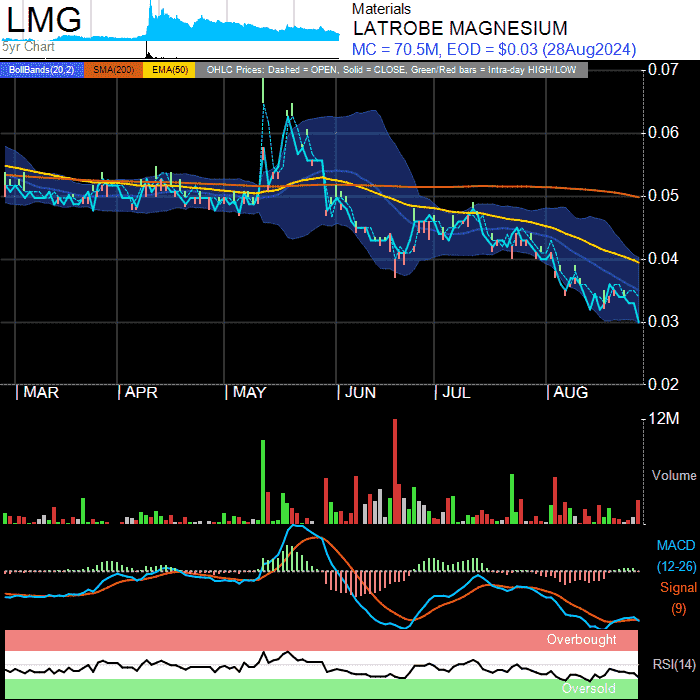 LMG
5yr Chart
Materials
LATROBE MAGNESIUM
MC = 70.5M, EOD = $0.03 (28Aug2024)
BollBands(20,2) SMA(200) EMA(50) OHLC Prices: Dashed = OPEN, Solid = CLOSE, Green/Red bars = Intra-day HIGH/LOW
0.07
0.06
0.05
0.04
0.03
0.02
| MAR | APR | MAY | JUN | JUL | AUG
12M
Volume
MACD
(12-26)
Signal
(9)
Overbought
RSI(14)
Oversold